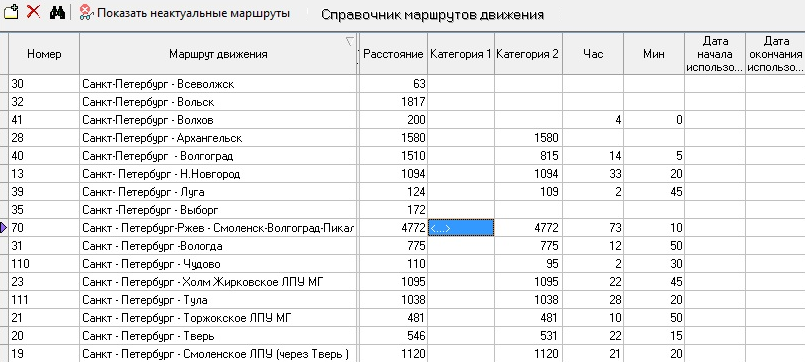 Показать неактуальные маршруты Справочник маршрутов движения
Номер Маршрут движения Расстояние Категория 1 Категория 2 Час Мин Дата начала использо... Дата окончания использо...
30 Санкт-Петербург - Всеволжск 63
32 Санкт-Петербург - Вольск 1817
41 Санкт-Петербург - Волхов 200 4 0
28 Санкт-Петербург - Архангельск 1580 1580
40 Санкт-Петербург - Волгоград 1510 815 14 5
13 Санкт- Петербург - Н.Новгород 1094 1094 33 20
39 Санкт- Петербург - Луга 124 109 2 45
35 Санкт -Петербург - Выборг 172
70 Санкт - Петербург-Ржев - Смоленск-Волгоград-Пикал 4772 <...> 4772 73 10
31 Санкт - Петербург -Вологда 775 775 12 50
110 Санкт - Петербург - Чудово 110 95 2 30
23 Санкт - Петербург - Холм Жирковское ЛПУ МГ 1095 1095 22 45
111 Санкт - Петербург - Тула 1038 1038 28 20
21 Санкт - Петербург - Торжокское ЛПУ МГ 481 481 10 50
20 Санкт - Петербург - Тверь 546 531 22 15
19 Санкт - Петербург - Смоленское ЛПУ (через Тверь ) 1120 1120 21 20